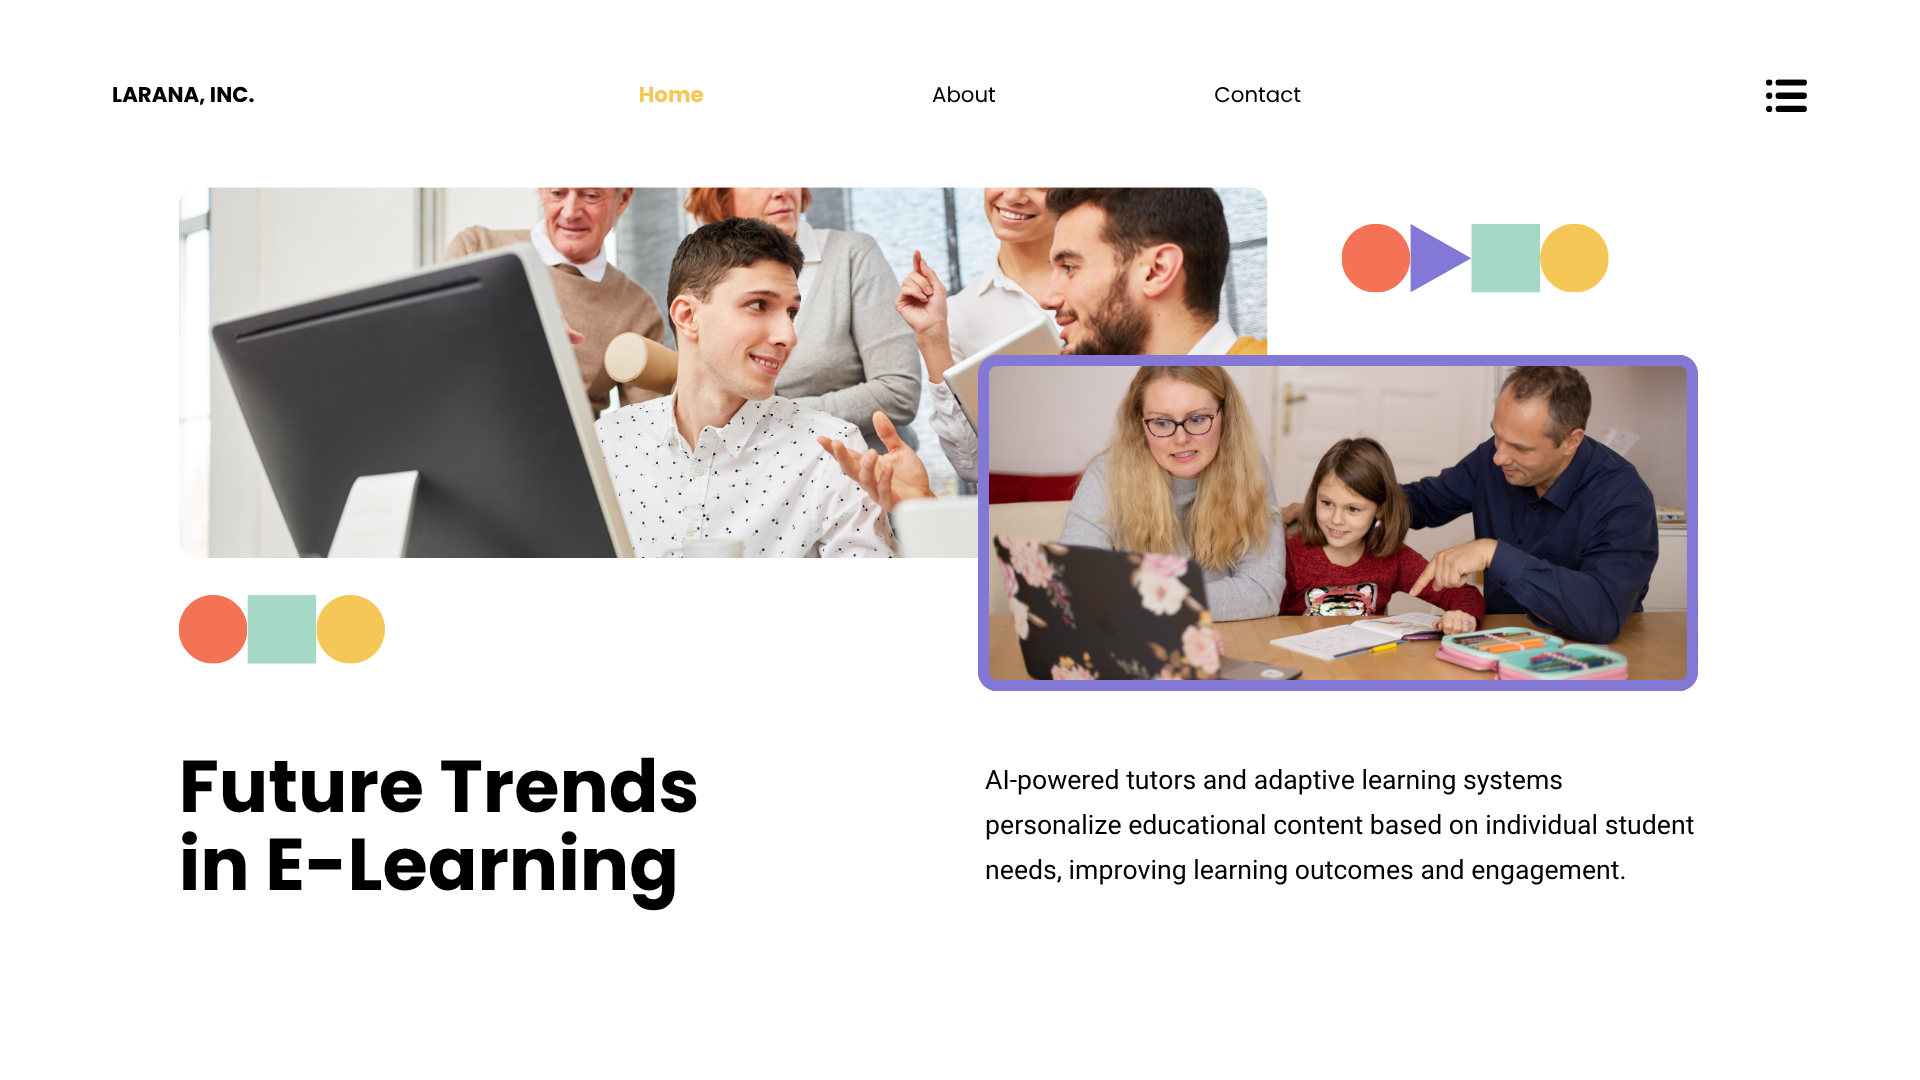 LARANA, INC.
Home
About
Contact
Future Trends
in E-Learning
AI-powered tutors and adaptive learning systems
personalize educational content based on individual student
needs, improving learning outcomes and engagement.